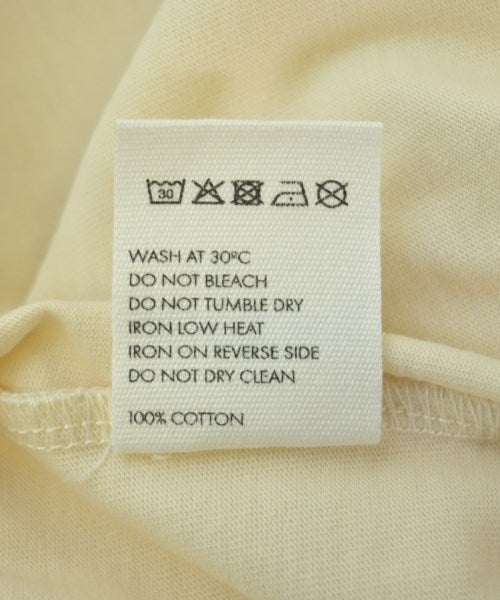 30
WASH AT 30ºC
DO NOT BLEACH
DO NOT TUMBLE DRY
IRON LOW HEAT
IRON ON REVERSE SIDE
DO NOT DRY CLEAN
100% COTTON